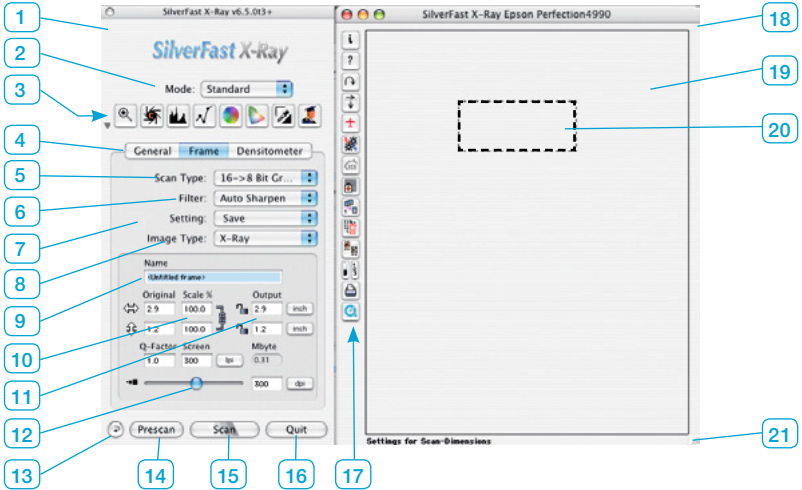 SilverFast X-Ray v6.5.0t3+
SilverFast X-Ray
Mode: Standard
General Frame Densitometer
Scan Type: 16->8 Bit Gr...
Filter: Auto Sharpen
Setting: Save
Image Type: X-Ray
Name
<Untitled frame>
Original Scale % Output
2.9 100.0 2.9 inch
1.2 100.0 1.2 inch
Q-Factor Screen Mbyte
1.0 300 lpi 0.31
300 dpi
Prescan Scan Quit
SilverFast X-Ray Epson Perfection4990
i
?
Settings for Scan-Dimensions
1
2
3
4
5
6
7
8
9
10
11
12
13
14
15
16
17
18
19
20
21